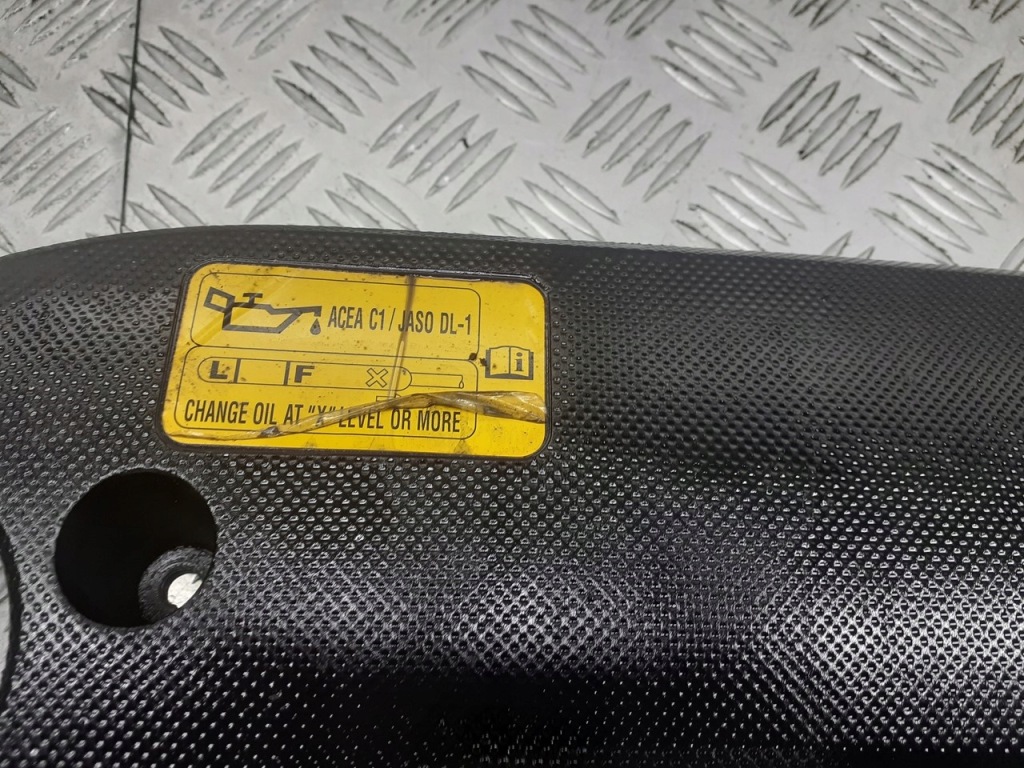 ACEA C1 / JASO DL-1
L F X
i
CHANGE OIL AT "X" LEVEL OR MORE